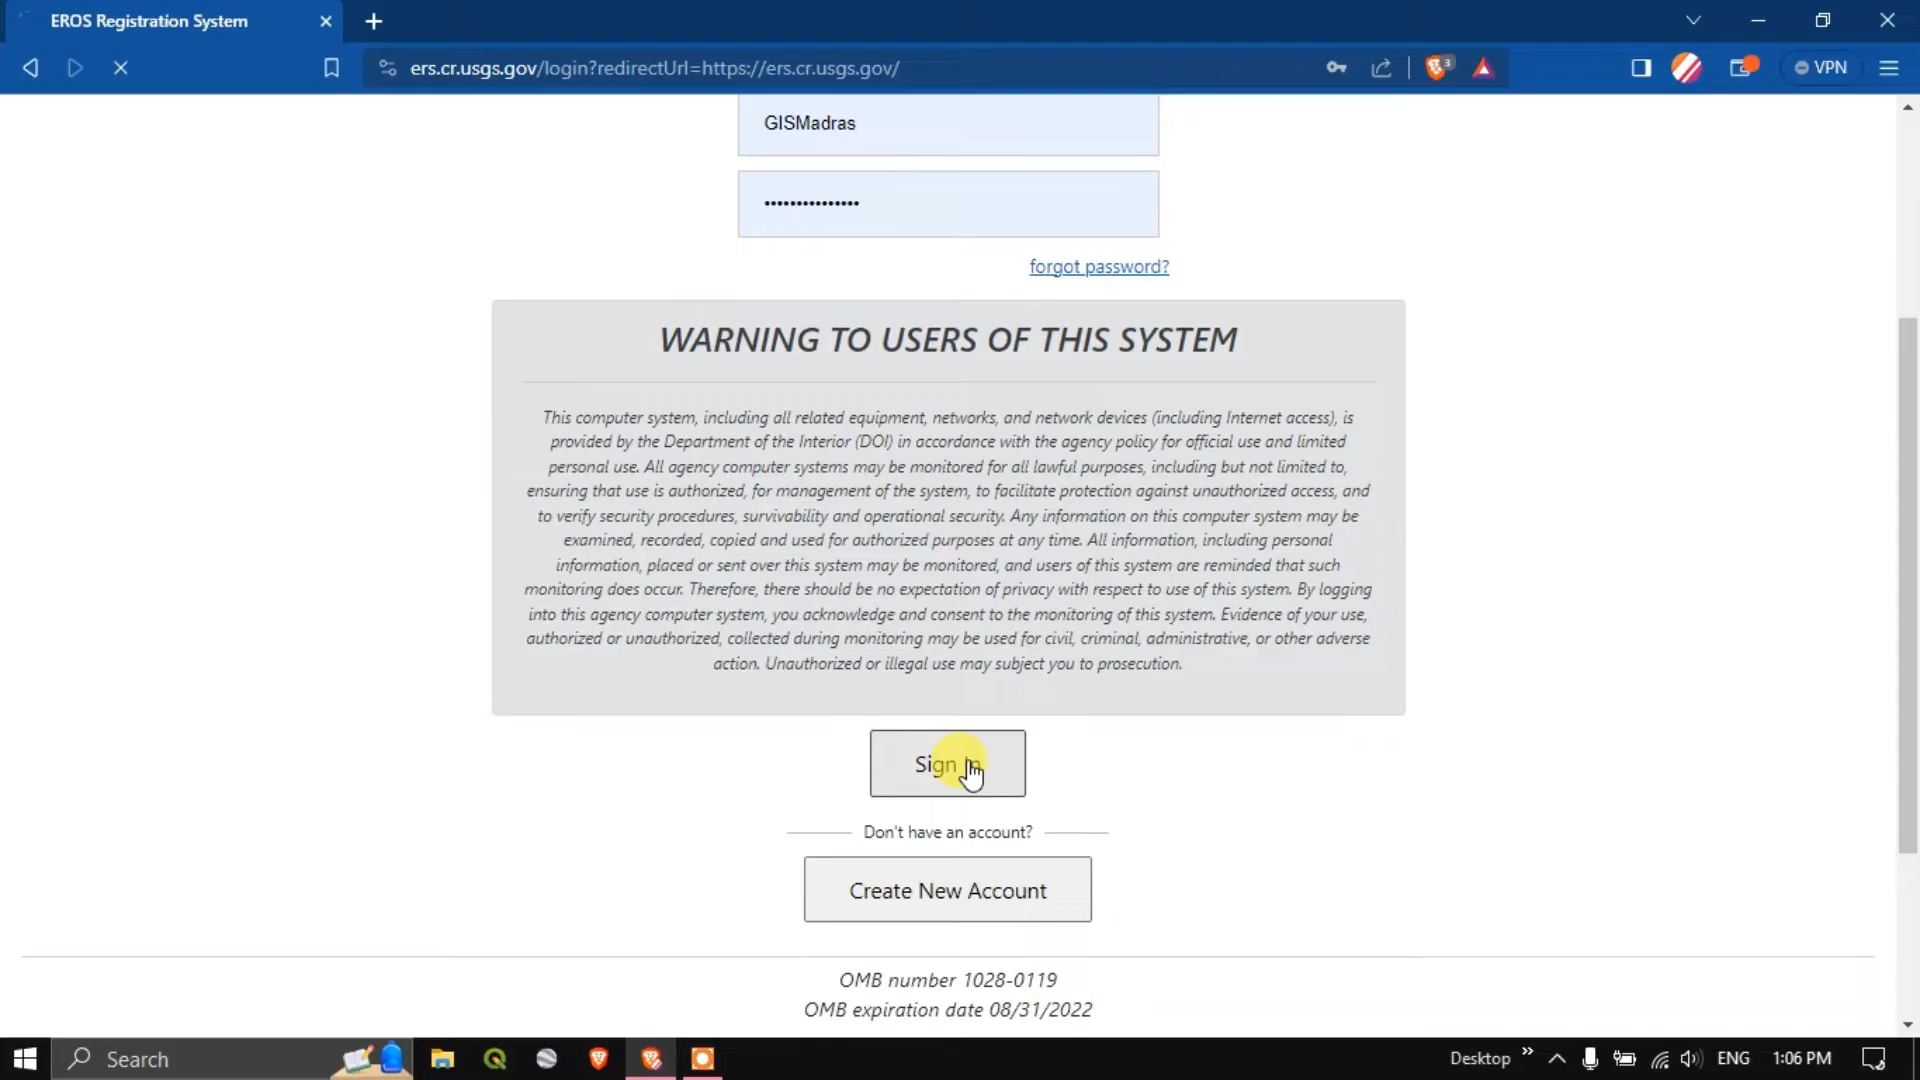 EROS Registration System
ers.cr.usgs.gov/login?redirectUrl=https://ers.cr.usgs.gov/
3
VPN
GISMadras
•••••••••••••••
forgot password?
WARNING TO USERS OF THIS SYSTEM
This computer system, including all related equipment, networks, and network devices (including Internet access), is
provided by the Department of the Interior (DOI) in accordance with the agency policy for official use and limited
personal use. All agency computer systems may be monitored for all lawful purposes, including but not limited to,
ensuring that use is authorized, for management of the system, to facilitate protection against unauthorized access, and
to verify security procedures, survivability and operational security. Any information on this computer system may be
examined, recorded, copied and used for authorized purposes at any time. All information, including personal
information, placed or sent over this system may be monitored, and users of this system are reminded that such
monitoring does occur. Therefore, there should be no expectation of privacy with respect to use of this system. By logging
into this agency computer system, you acknowledge and consent to the monitoring of this system. Evidence of your use,
authorized or unauthorized, collected during monitoring may be used for civil, criminal, administrative, or other adverse
action. Unauthorized or illegal use may subject you to prosecution.
Sign In
Don't have an account?
Create New Account
OMB number 1028-0119
OMB expiration date 08/31/2022
Search
Desktop
ENG
1:06 PM